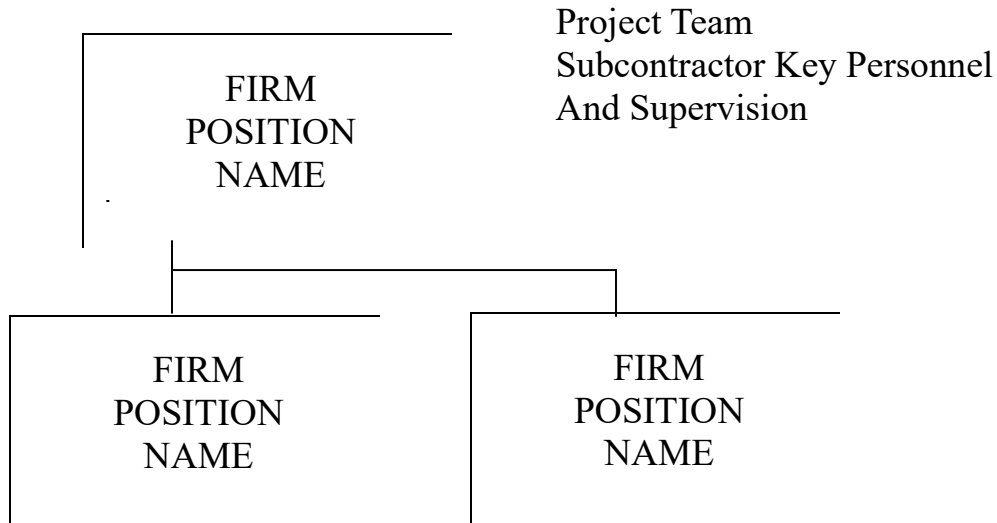 Project Team
Subcontractor Key Personnel
And Supervision
FIRM
POSITION
NAME
FIRM
POSITION
NAME
FIRM
POSITION
NAME